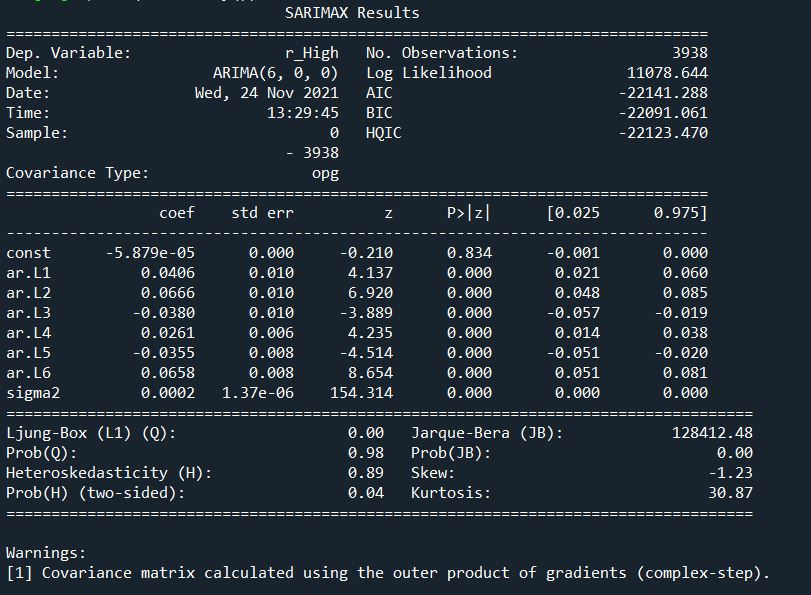 SARIMAX Results
==============================================================================
Dep. Variable: r_High No. Observations: 3938
Model: ARIMA(6, 0, 0) Log Likelihood 11078.644
Date: Wed, 24 Nov 2021 AIC -22141.288
Time: 13:29:45 BIC -22091.061
Sample: 0 HQIC -22123.470
- 3938
Covariance Type: opg
==============================================================================
coef std err z P>|z| [0.025 0.975]
------------------------------------------------------------------------------
const -5.879e-05 0.000 -0.210 0.834 -0.001 0.000
ar.L1 0.0406 0.010 4.137 0.000 0.021 0.060
ar.L2 0.0666 0.010 6.920 0.000 0.048 0.085
ar.L3 -0.0380 0.010 -3.889 0.000 -0.057 -0.019
ar.L4 0.0261 0.006 4.235 0.000 0.014 0.038
ar.L5 -0.0355 0.008 -4.514 0.000 -0.051 -0.020
ar.L6 0.0658 0.008 8.654 0.000 0.051 0.081
sigma2 0.0002 1.37e-06 154.314 0.000 0.000 0.000
===================================================================================
Ljung-Box (L1) (Q): 0.00 Jarque-Bera (JB): 128412.48
Prob(Q): 0.98 Prob(JB): 0.00
Heteroskedasticity (H): 0.89 Skew: -1.23
Prob(H) (two-sided): 0.04 Kurtosis: 30.87
===================================================================================
Warnings:
[1] Covariance matrix calculated using the outer product of gradients (complex-step).